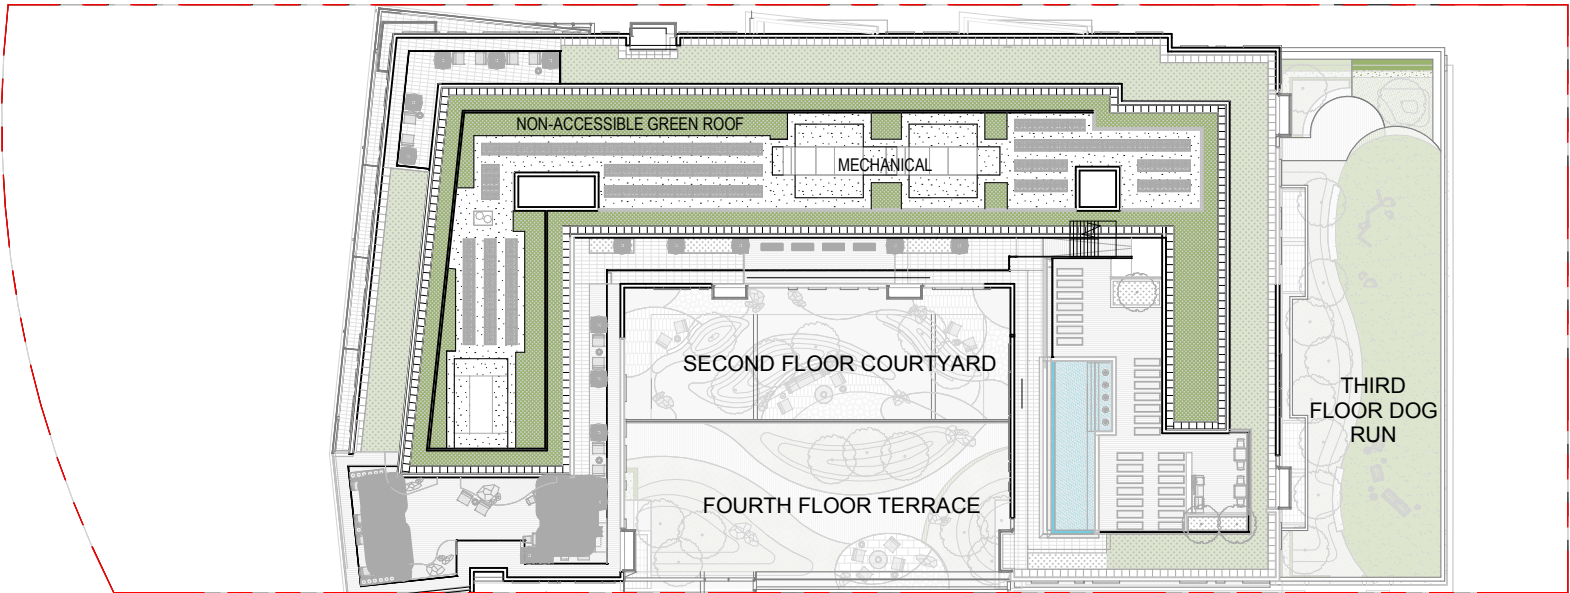 NON-ACCESSIBLE GREEN ROOF
MECHANICAL
SECOND FLOOR COURTYARD
THIRD
FLOOR DOG
RUN
FOURTH FLOOR TERRACE